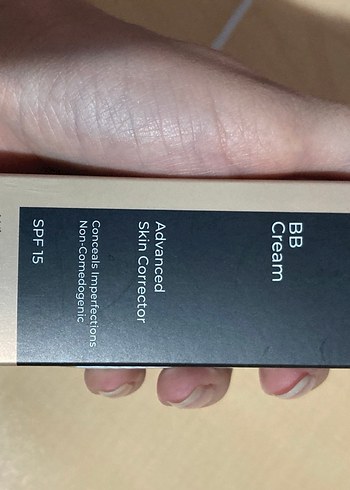 BB
Cream
Advanced
Skin Corrector
Conceals Imperfections
Non-Comedogenic
SPF 15